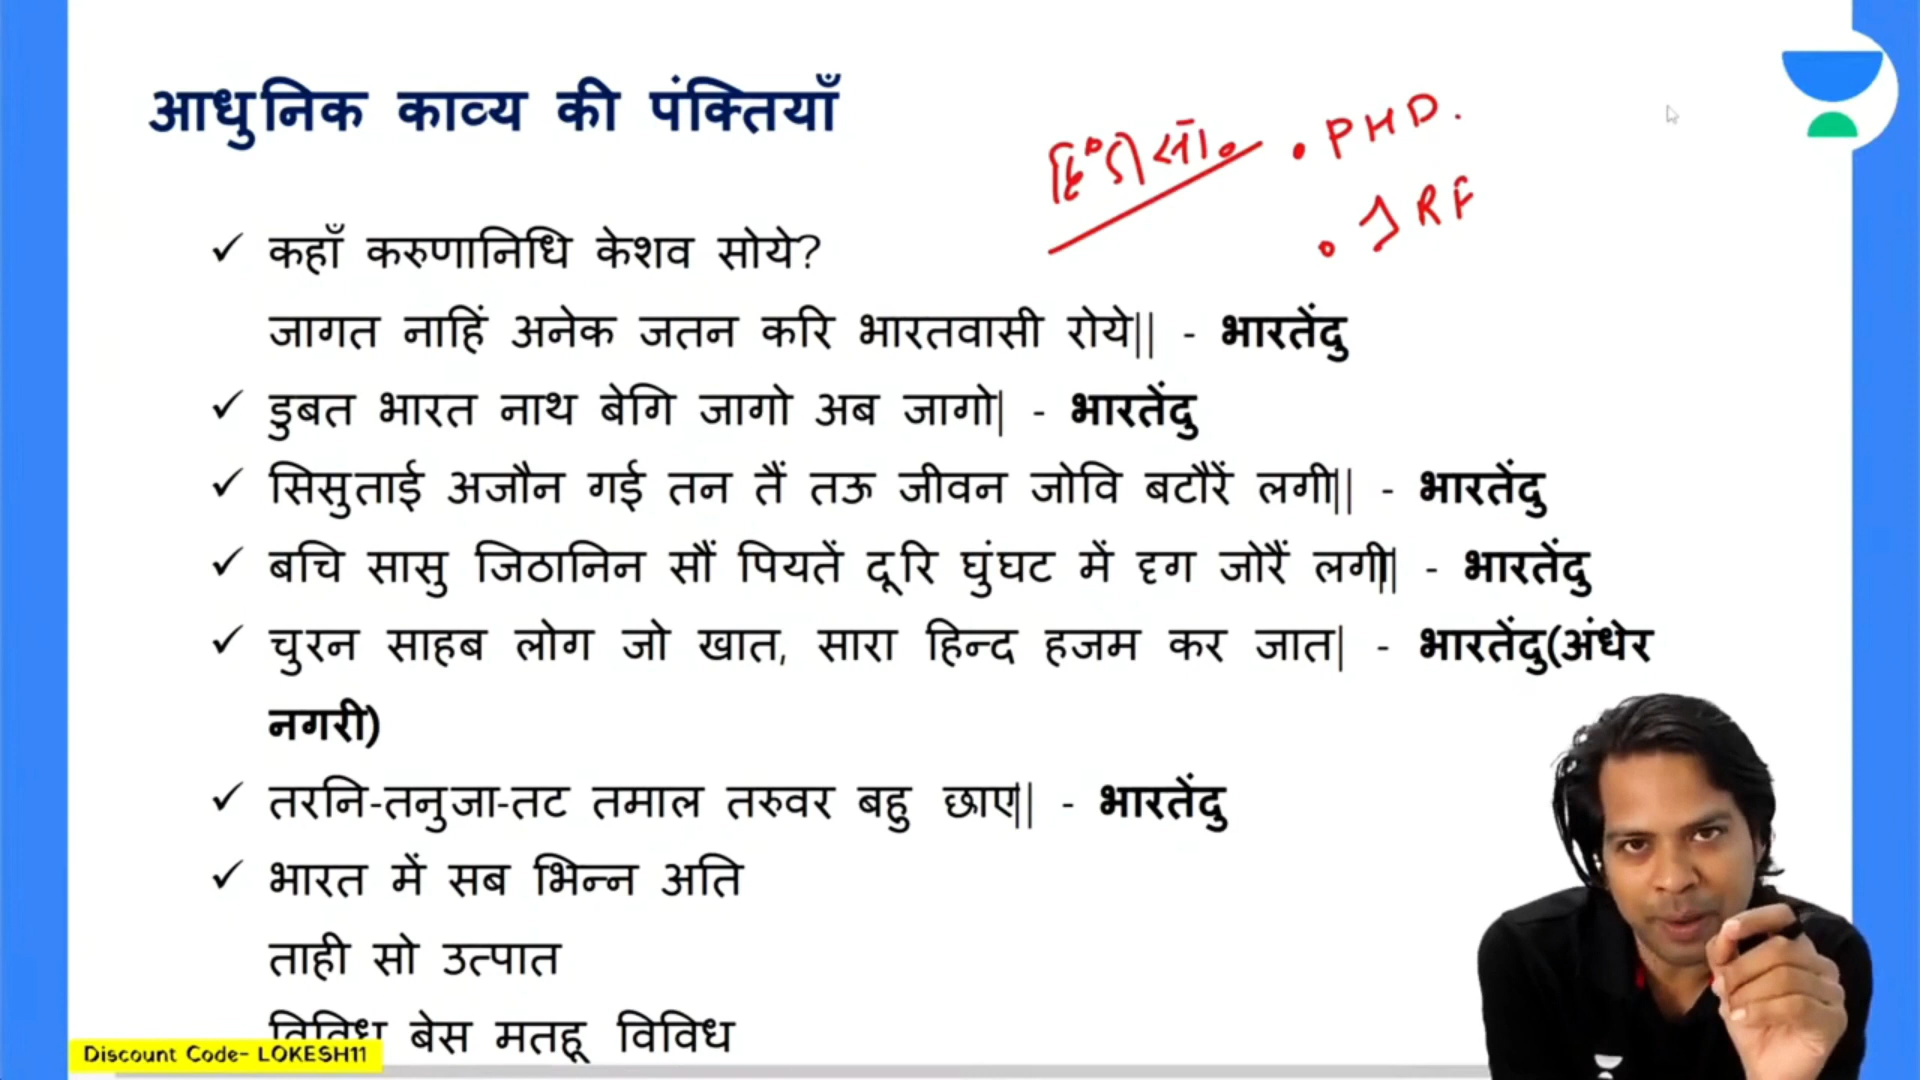 आधुनिक काव्य की पंक्तियाँ
PHD.
JRF
कहाँ करुणानिधि केशव सोये?
जागत नाहिं अनेक जतन करि भारतवासी रोये|| - भारतेंदु
डुबत भारत नाथ बेगि जागो अब जागो| - भारतेंदु
सिसुताई अजौन गई तन तैं तऊ जीवन जोवि बटौरैं लगी|| - भारतेंदु
बचि सासु जिठानिन सौं पियतें दूरि घुंघट में दृग जोरैं लगी|| - भारतेंदु
चुरन साहब लोग जो खात, सारा हिन्द हजम कर जात| - भारतेंदु(अंधेर
नगरी)
तरनि-तनुजा-तट तमाल तरुवर बहु छाए|| - भारतेंदु
भारत में सब भिन्न अति
ताही सो उत्पात
विविध बेस मतहू विविध
Discount Code- LOKESH11